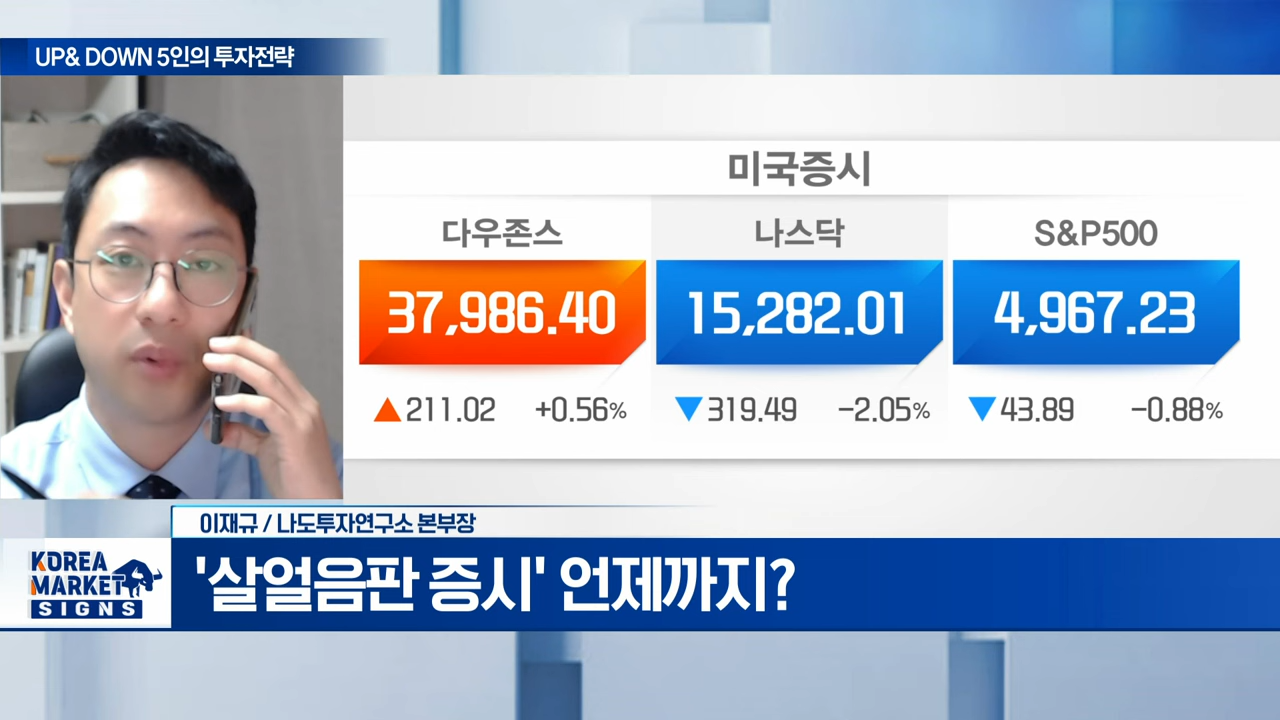 UP& DOWN 5인의 투자전략
미국증시
다우존스
나스닥
S&P500
37,986.40
15,282.01
4,967.23
▲211.02 +0.56%
▼319.49 -2.05%
▼43.89 -0.88%
이재규 / 나도투자연구소 본부장
KOREA
MARKET
SIGNS
'살얼음판 증시' 언제까지?